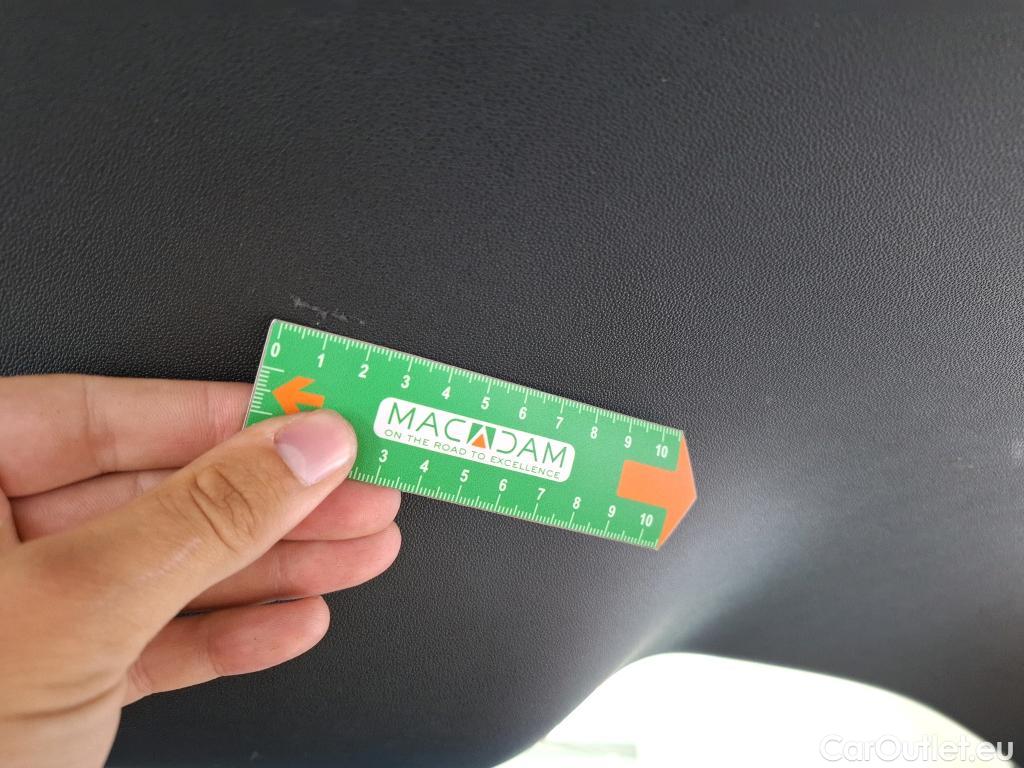 0 1 2 3 4 5 6 7 8 9 10
MACADAM
ON THE ROAD TO EXCELLENCE
3 4 5 6 7 8 9 10
CarOutlet.eu